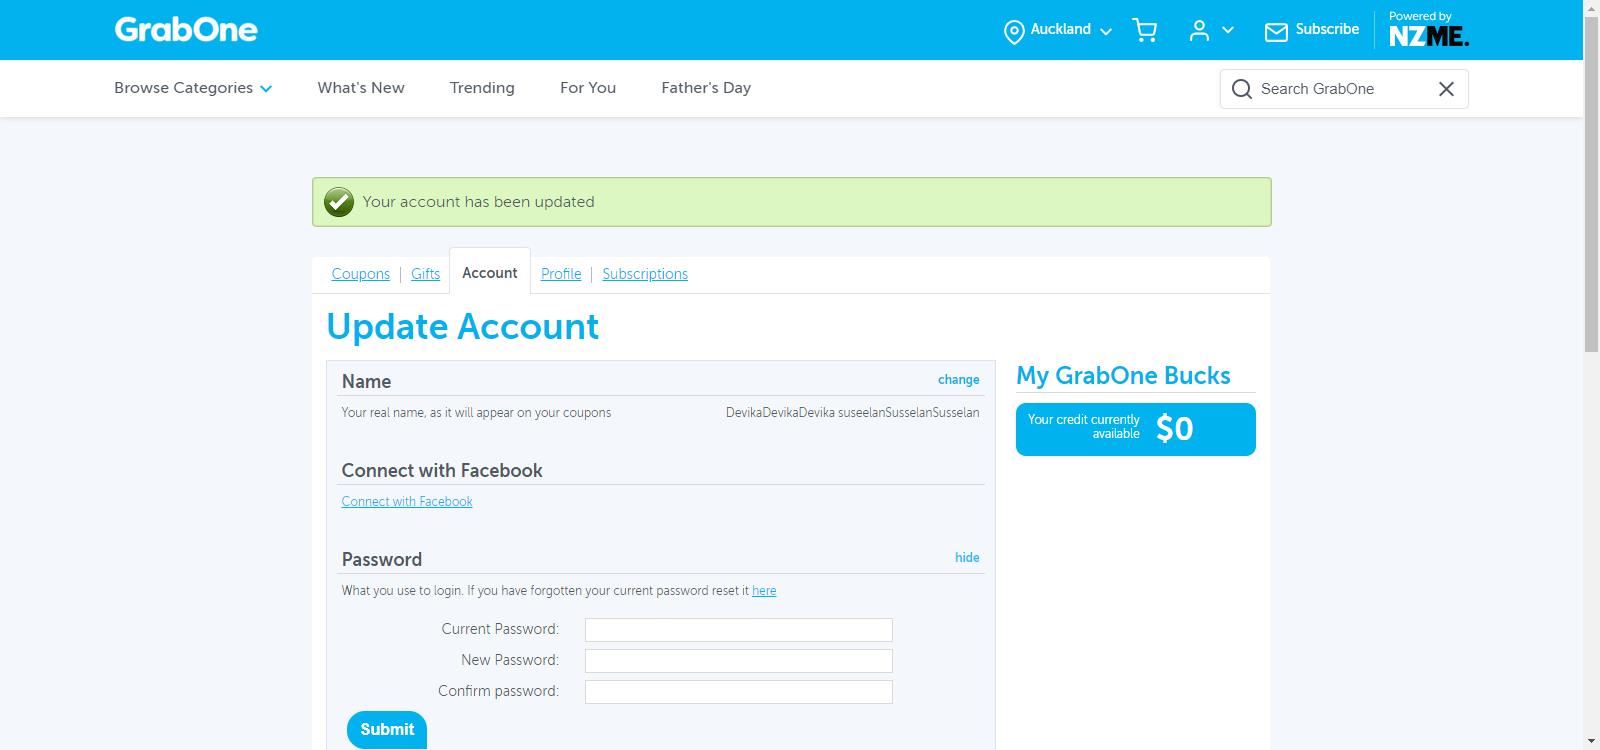 GrabOne
Auckland
Subscribe
Powered by
NZME.
Browse Categories
What's New
Trending
For You
Father's Day
Search GrabOne
Your account has been updated
Coupons | Gifts
Account
Profile | Subscriptions
Update Account
Name
change
Your real name, as it will appear on your coupons
DevikaDevikaDevika suseelanSusselanSusselan
Connect with Facebook
Connect with Facebook
Password
hide
What you use to login. If you have forgotten your current password reset it here
Current Password:
New Password:
Confirm password:
Submit
My GrabOne Bucks
Your credit currently
available
$0